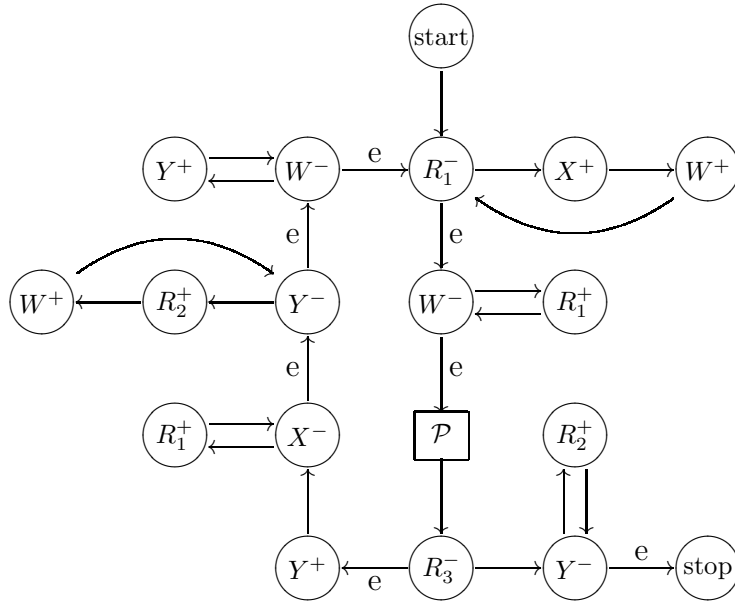 start
Y⁺ W⁻ e R₁⁻ X⁺ W⁺
e e
W⁺ R₂⁺ Y⁻ W⁻ R₁⁺
e e
R₁⁺ X⁻ 𝒫 R₂⁺
Y⁺ e R₃⁻ Y⁻ e stop